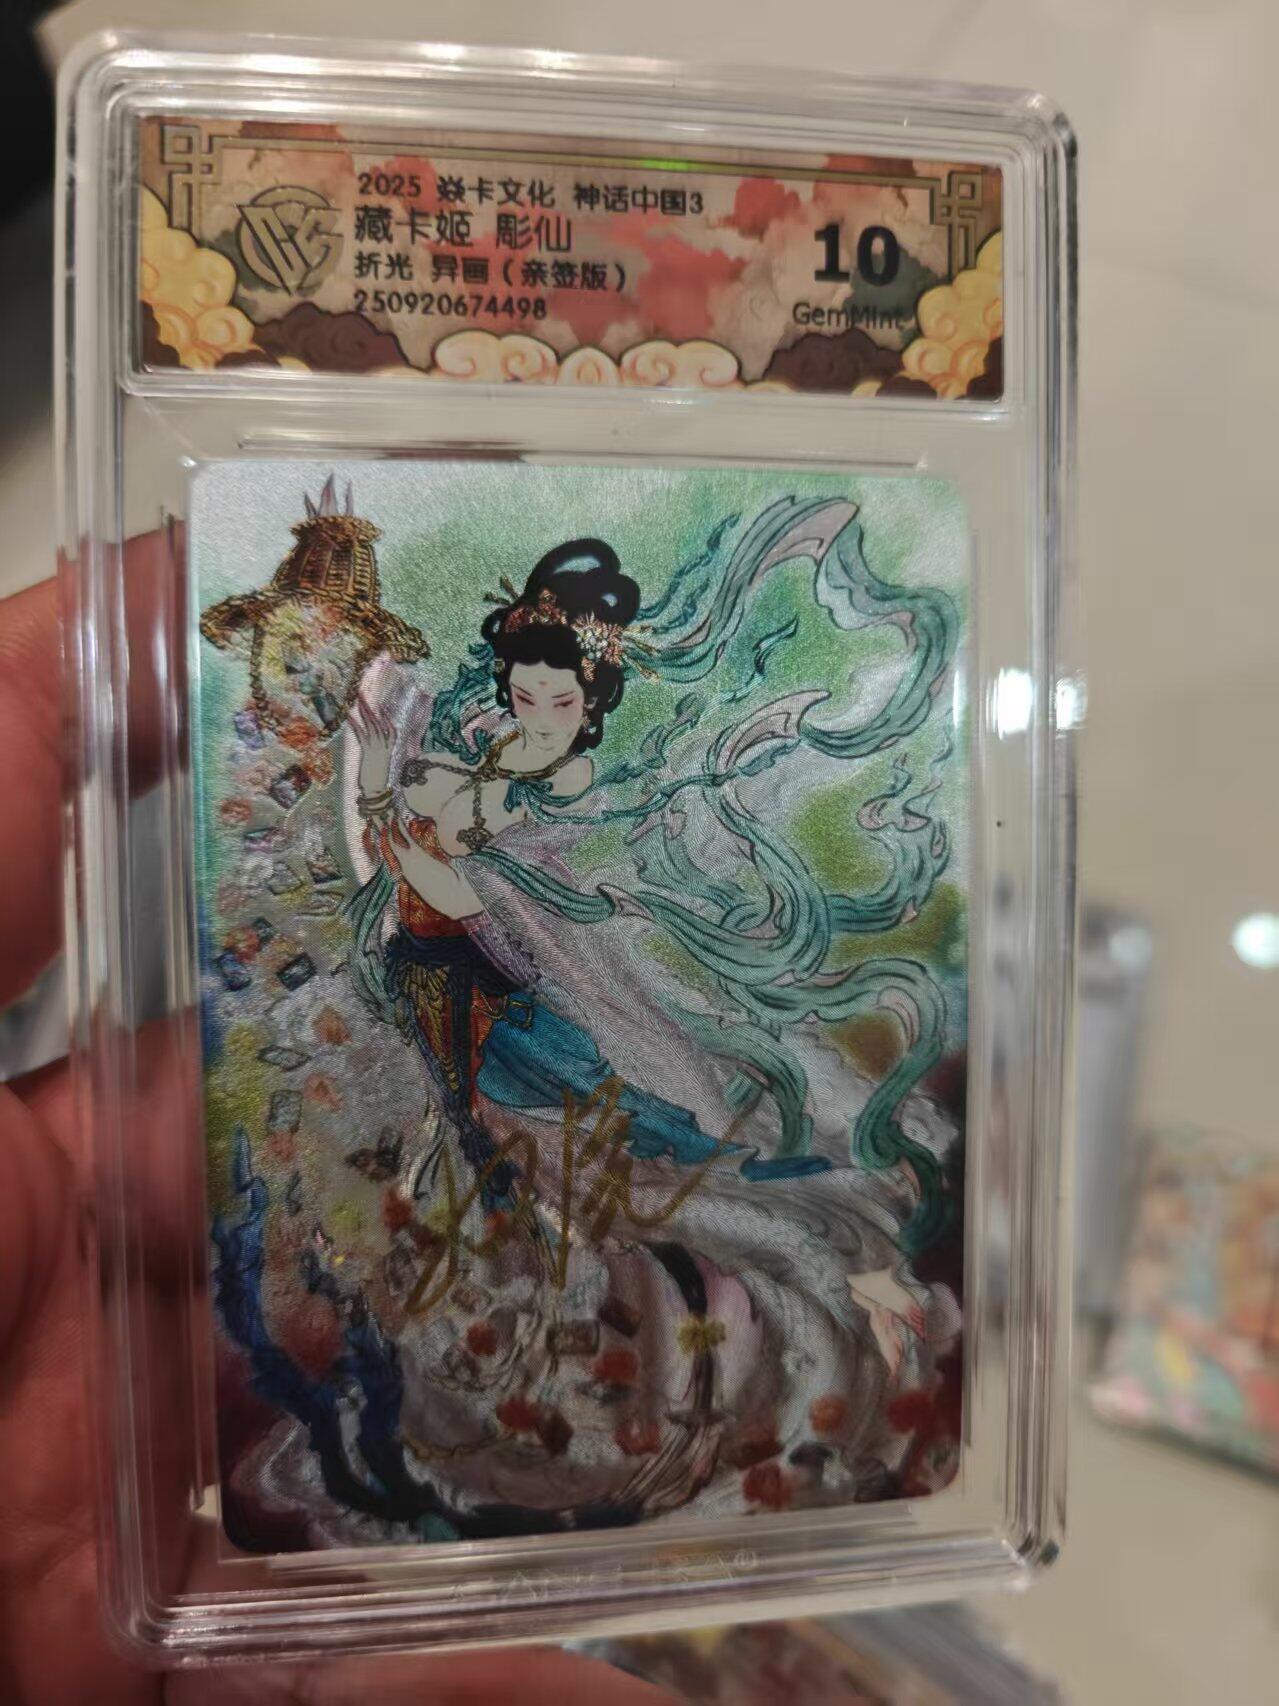 2025 焱卡文化 神话中国3
藏卡姬 彫仙
折光 异画(亲签版)
250920674498
10
GemMint